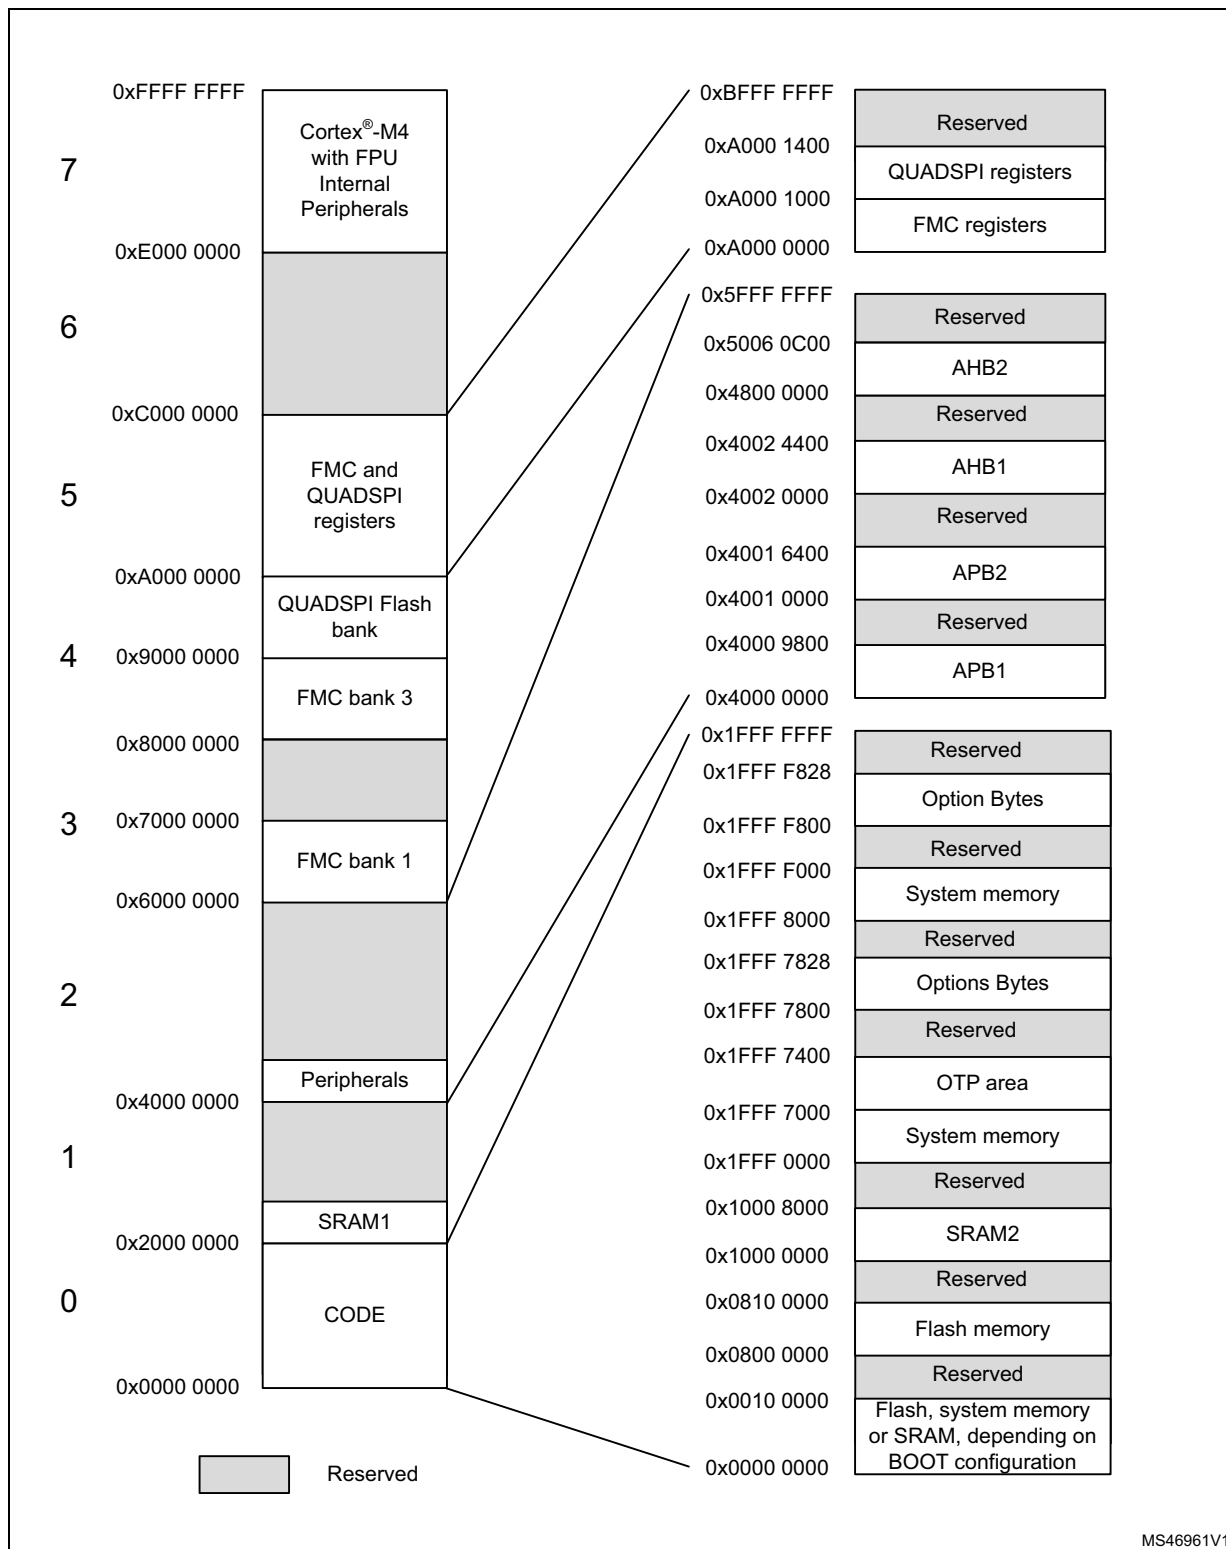 0xFFFF FFFF
7
Cortex®-M4
with FPU
Internal
Peripherals
0xE000 0000
6
0xC000 0000
5
FMC and
QUADSPI
registers
0xA000 0000
QUADSPI Flash
bank
4
0x9000 0000
FMC bank 3
0x8000 0000
3
0x7000 0000
FMC bank 1
0x6000 0000
2
Peripherals
0x4000 0000
1
SRAM1
0x2000 0000
0
CODE
0x0000 0000
Reserved
0xBFFF FFFF
Reserved
0xA000 1400
QUADSPI registers
0xA000 1000
FMC registers
0xA000 0000
0x5FFF FFFF
Reserved
0x5006 0C00
AHB2
0x4800 0000
Reserved
0x4002 4400
AHB1
0x4002 0000
Reserved
0x4001 6400
APB2
0x4001 0000
Reserved
0x4000 9800
APB1
0x4000 0000
0x1FFF FFFF
Reserved
0x1FFF F828
Option Bytes
0x1FFF F800
Reserved
0x1FFF F000
System memory
0x1FFF 8000
Reserved
0x1FFF 7828
Options Bytes
0x1FFF 7800
Reserved
0x1FFF 7400
OTP area
0x1FFF 7000
System memory
0x1FFF 0000
Reserved
0x1000 8000
SRAM2
0x1000 0000
Reserved
0x0810 0000
Flash memory
0x0800 0000
Reserved
0x0010 0000
Flash, system memory
or SRAM, depending on
BOOT configuration
0x0000 0000
MS46961V1